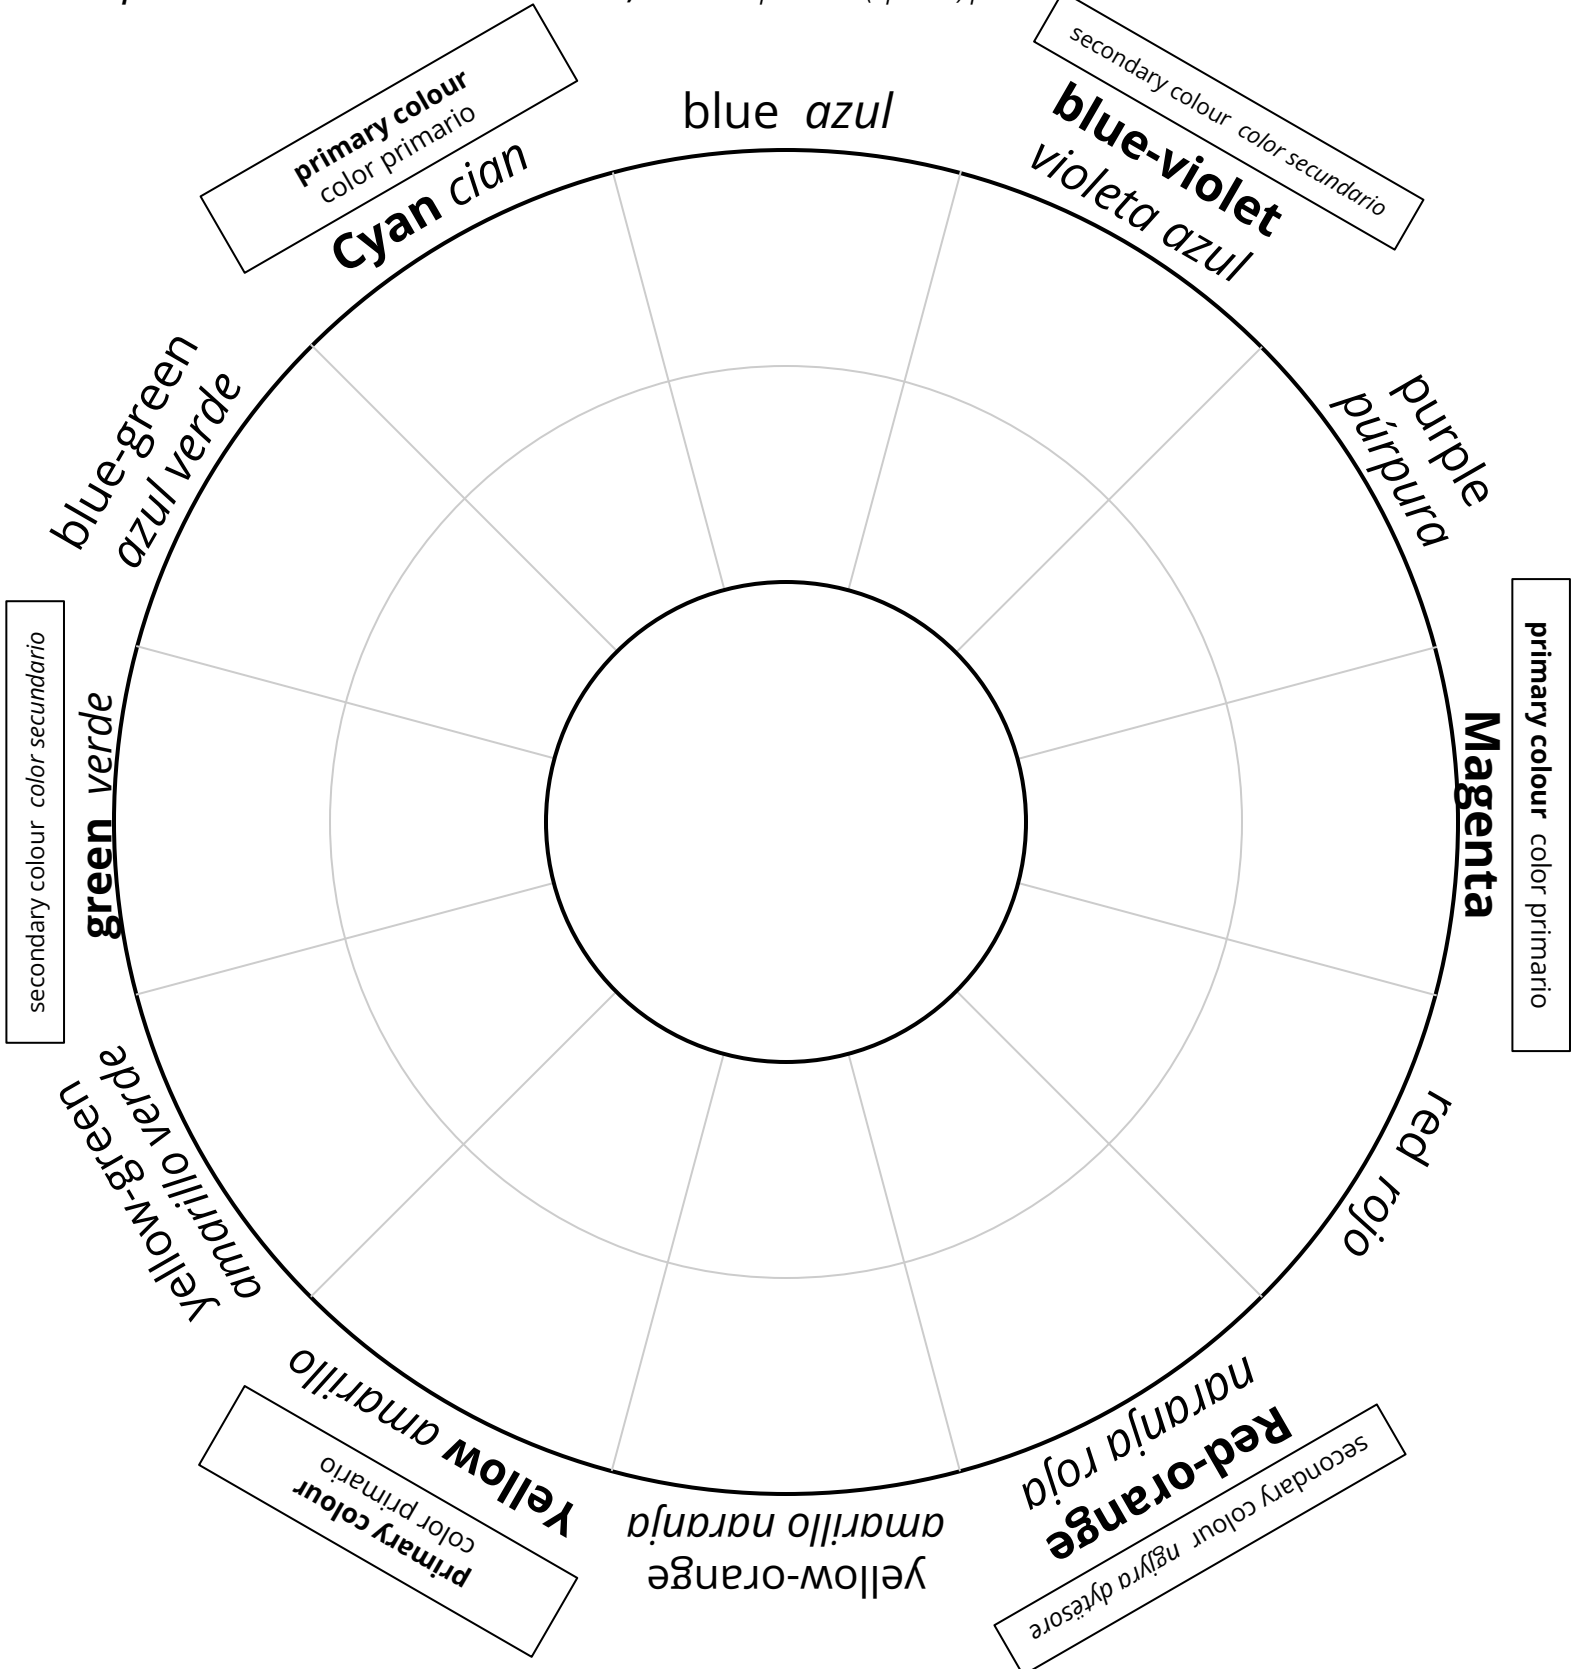 blue azul
secondary colour color secundario
blue-violet
violeta azul
purple
púrpura
primary colour color primario
Magenta
red rojo
naranja roja
Red-orange
secondary colour ngjyra dytësore
amarillo naranja
yellow-orange
Yellow amarillo
color primario
primary colour
amarillo verde
yellow-green
secondary colour color secundario
green verde
blue-green
azul verde
primary colour
color primario
Cyan cian